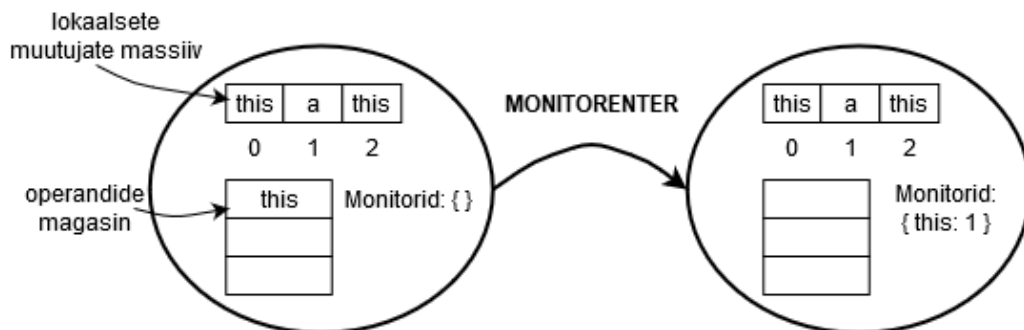 lokaalsete
muutujate massiiv
this a this
0 1 2
operandide
magasin
this
Monitorid: { }
MONITORENTER
this a this
0 1 2
Monitorid:
{ this: 1 }